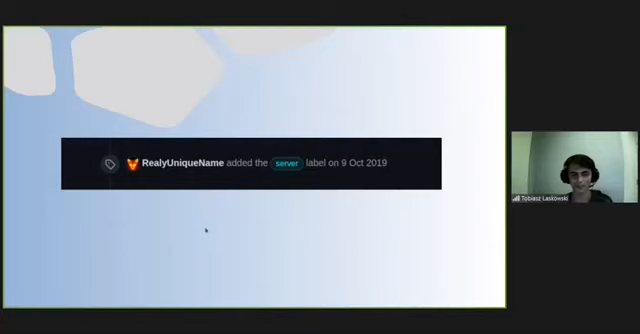 RealyUniqueName added the server label on 9 Oct 2019
Tobiasz Laskowski